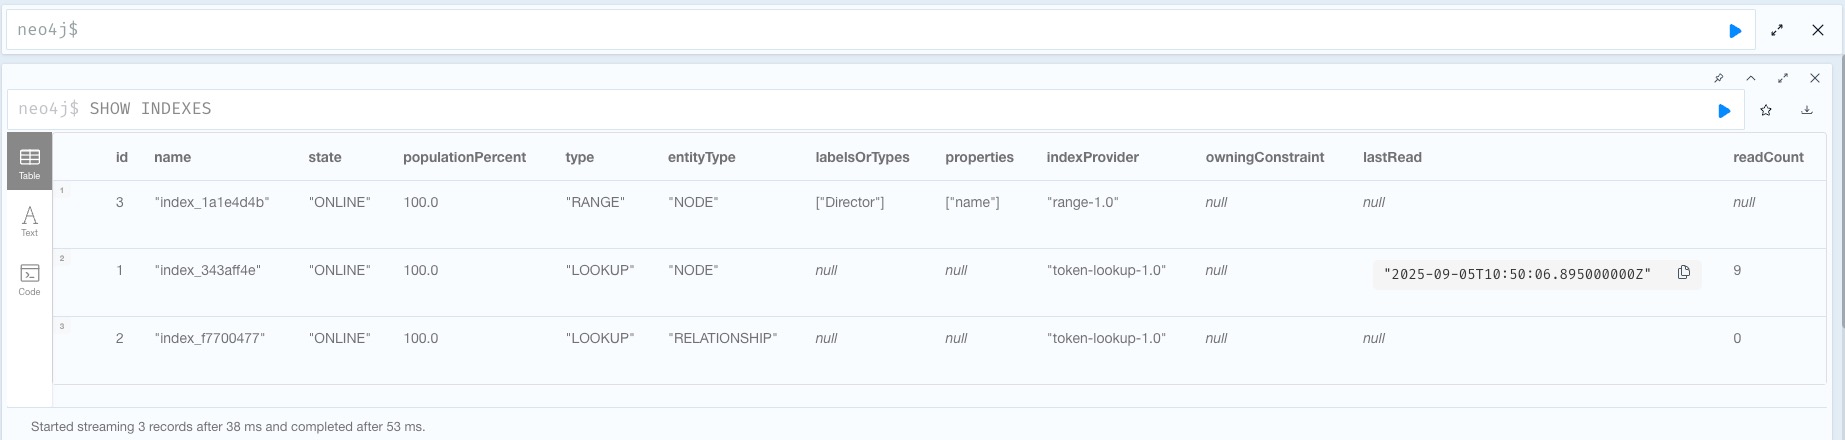 neo4j$
neo4j$ SHOW INDEXES
Table
Text
Code
id name state populationPercent type entityType labelsOrTypes properties indexProvider owningConstraint lastRead readCount
1
3 "index_1a1e4d4b" "ONLINE" 100.0 "RANGE" "NODE" ["Director"] ["name"] "range-1.0" null null null
2
1 "index_343aff4e" "ONLINE" 100.0 "LOOKUP" "NODE" null null "token-lookup-1.0" null "2025-09-05T10:50:06.895000000Z" 9
3
2 "index_f7700477" "ONLINE" 100.0 "LOOKUP" "RELATIONSHIP" null null "token-lookup-1.0" null null 0
Started streaming 3 records after 38 ms and completed after 53 ms.